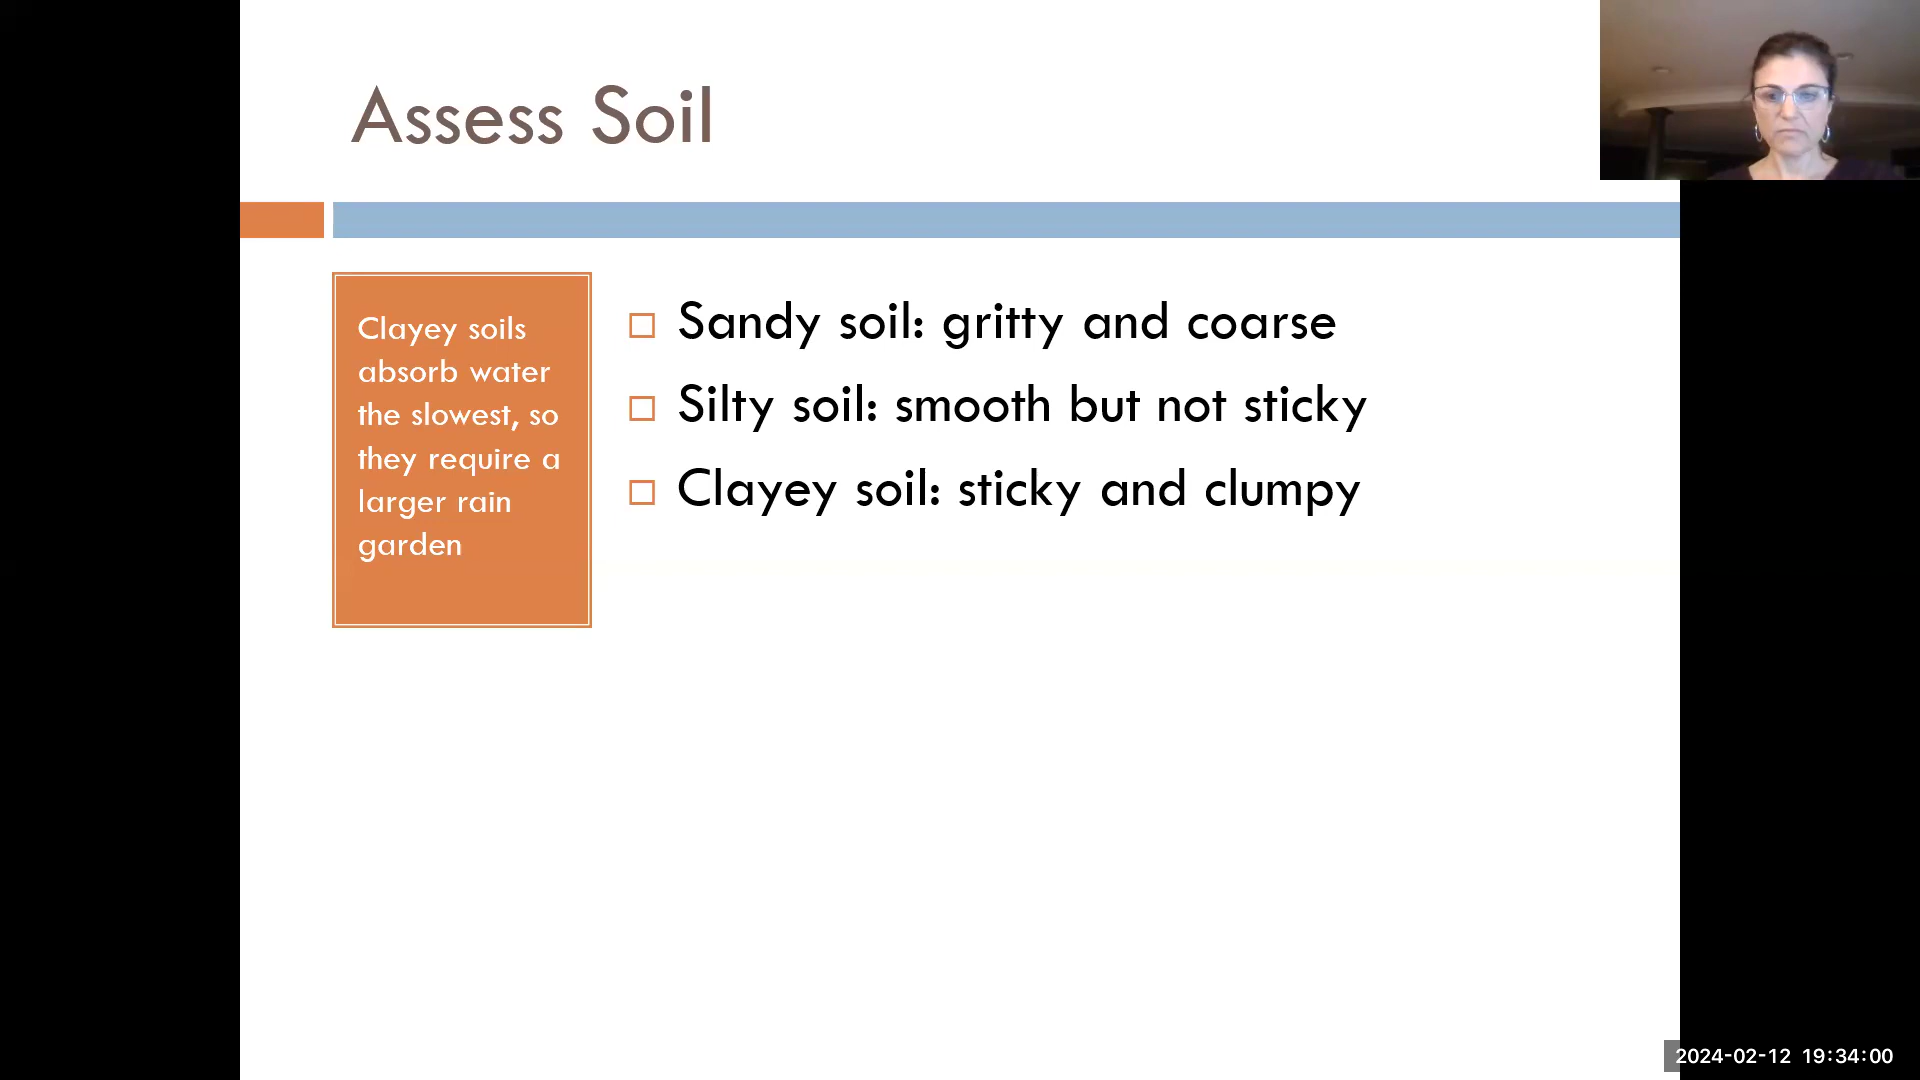 Assess Soil
Clayey soils
absorb water
the slowest, so
they require a
larger rain
garden
Sandy soil: gritty and coarse
Silty soil: smooth but not sticky
Clayey soil: sticky and clumpy
2024-02-12 19:34:00